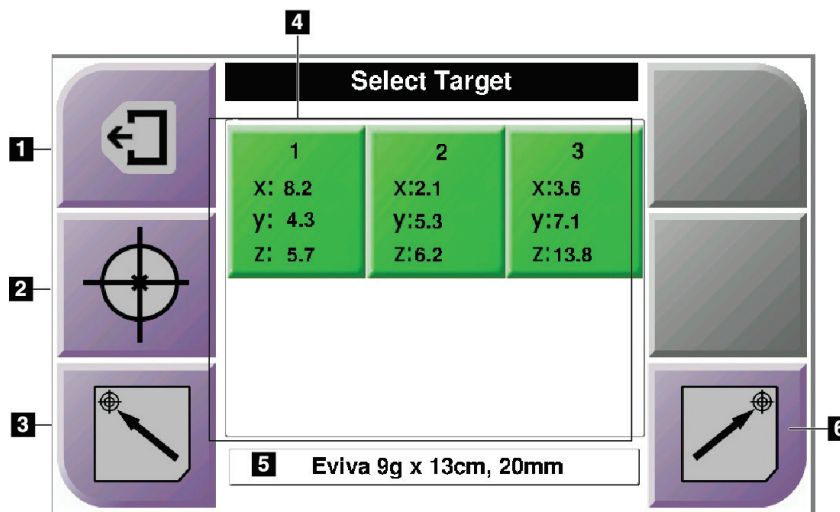 4
Select Target
1
1 2 3
x: 8.2 x:2.1 x:3.6
2
y: 4.3 y:5.3 y:7.1
z: 5.7 z:6.2 z:13.8
3
6
5 Eviva 9g x 13cm, 20mm